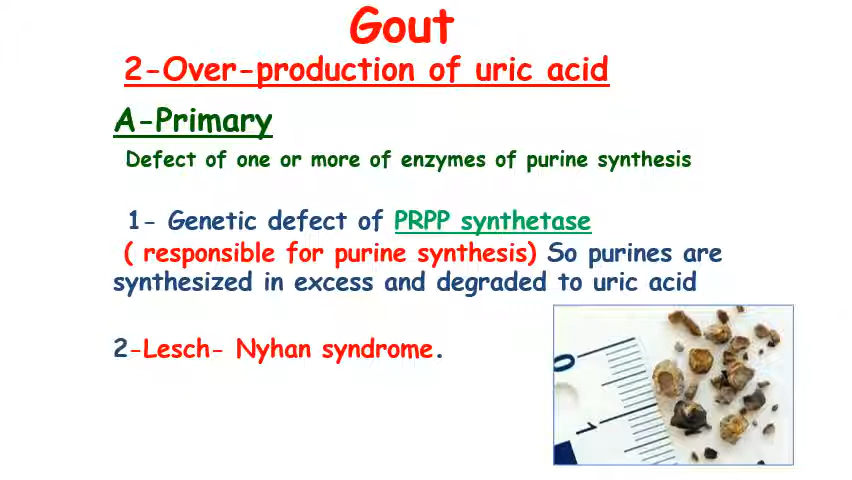 Gout
2-Over-production of uric acid
A-Primary
Defect of one or more of enzymes of purine synthesis
1- Genetic defect of PRPP synthetase
( responsible for purine synthesis) So purines are
synthesized in excess and degraded to uric acid
2-Lesch- Nyhan syndrome.
0
1